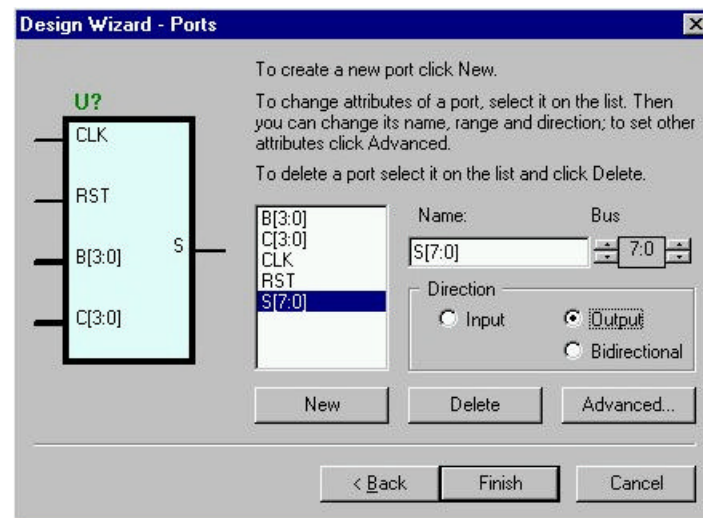 Design Wizard - Ports
To create a new port click New.
To change attributes of a port, select it on the list. Then
you can change its name, range and direction; to set other
attributes click Advanced.
To delete a port select it on the list and click Delete.
U?
CLK
RST
B[3:0]
S
C[3:0]
B[3:0]
C[3:0]
CLK
RST
S[7:0]
Name:
Bus
S[7:0]
7:0
Direction
Input
Output
Bidirectional
New
Delete
Advanced...
< Back
Finish
Cancel